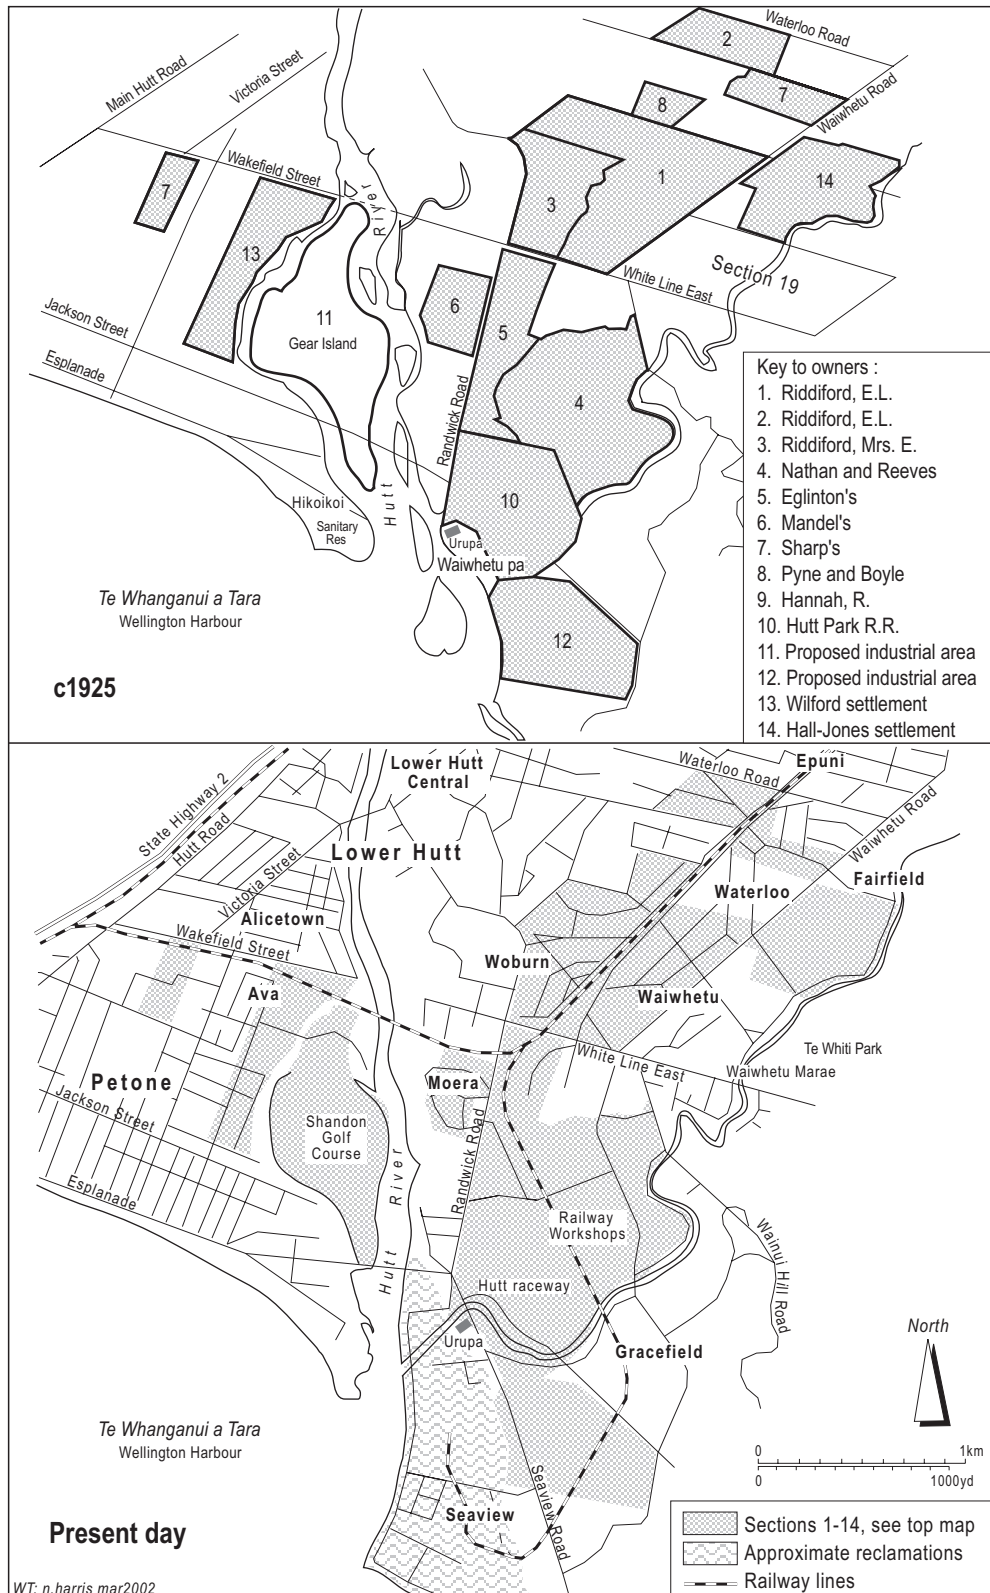 Waterloo Road
2
Main Hutt Road
Victoria Street
7
8
Waiwhetu Road
Wakefield Street
7
River
1
14
3
13
Section 19
White Line East
Jackson Street
11
Gear Island
6
5
Esplanade
Randwick Road
4
Hutt
10
Hikoikoi
Sanitary
Res
Urupa
Waiwhetu pa
Te Whanganui a Tara
Wellington Harbour
12
c1925
Key to owners :
1. Riddiford, E.L.
2. Riddiford, E.L.
3. Riddiford, Mrs. E.
4. Nathan and Reeves
5. Eglinton's
6. Mandel's
7. Sharp's
8. Pyne and Boyle
9. Hannah, R.
10. Hutt Park R.R.
11. Proposed industrial area
12. Proposed industrial area
13. Wilford settlement
14. Hall-Jones settlement
Lower Hutt
Central
Waterloo Road
Epuni
State Highway 2
Hutt Road
Waiwhetu Road
Lower Hutt
Victoria Street
Fairfield
Waterloo
Alicetown
Wakefield Street
Woburn
Ava
Waiwhetu
Te Whiti Park
White Line East
Waiwhetu Marae
Petone
Moera
Jackson Street
Shandon
Golf
Course
Randwick Road
River
Esplanade
Railway
Workshops
Wainui Hill Road
Hutt
Hutt raceway
North
Urupa
Gracefield
Te Whanganui a Tara
Wellington Harbour
0 1km
0 1000yd
Seaview Road
Seaview
Present day
Sections 1-14, see top map
Approximate reclamations
Railway lines
WT: n.harris mar2002